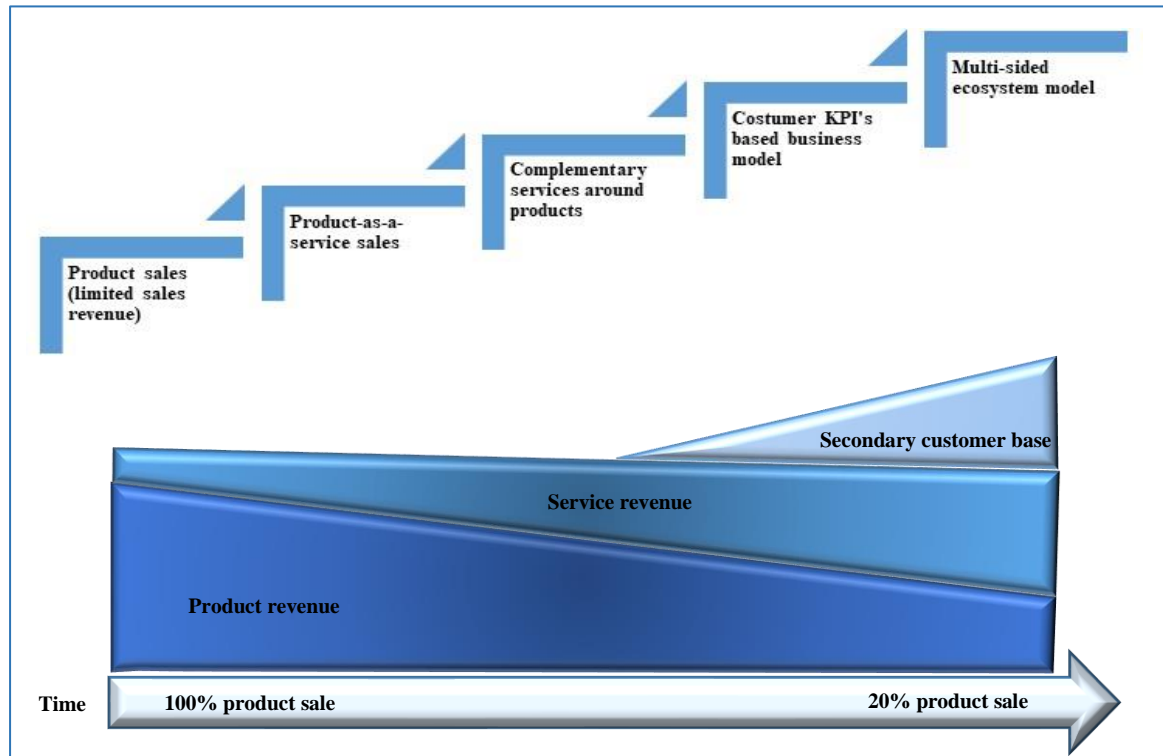 Multi-sided
ecosystem model
Costumer KPI's
based business
model
Complementary
services around
products
Product-as-a-
service sales
Product sales
(limited sales
revenue)
Secondary customer base
Service revenue
Product revenue
Time
100% product sale
20% product sale